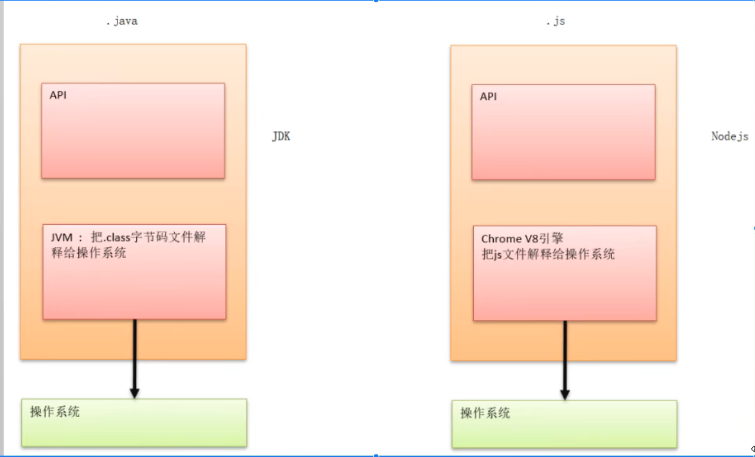 .java
API
JDK
JVM ：把.class字节码文件解
释给操作系统
操作系统
.js
API
Nodejs
Chrome V8引擎
把js文件解释给操作系统
操作系统